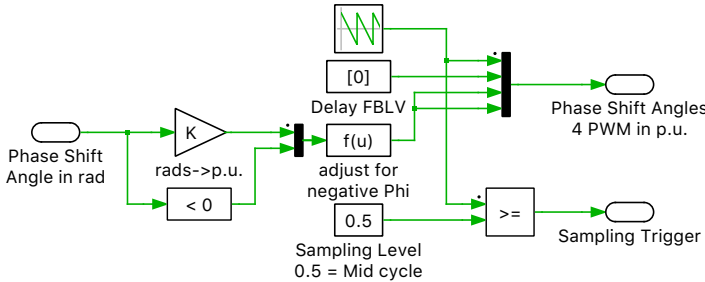 [0]
Delay FBLV
Phase Shift Angles
4 PWM in p.u.
Phase Shift
Angle in rad
K
rads->p.u.
f(u)
adjust for
negative Phi
< 0
0.5
Sampling Level
0.5 = Mid cycle
>=
Sampling Trigger